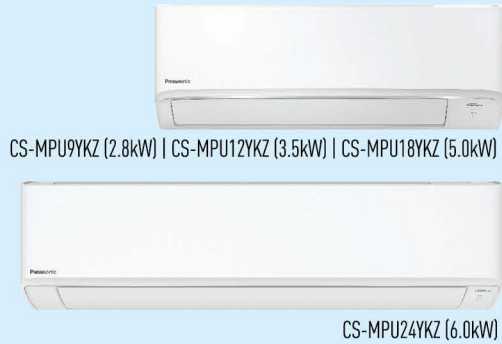 Panasonic
CS-MPU9YKZ (2.8kW) | CS-MPU12YKZ (3.5kW) | CS-MPU18YKZ (5.0kW)
Panasonic
CS-MPU24YKZ (6.0kW)